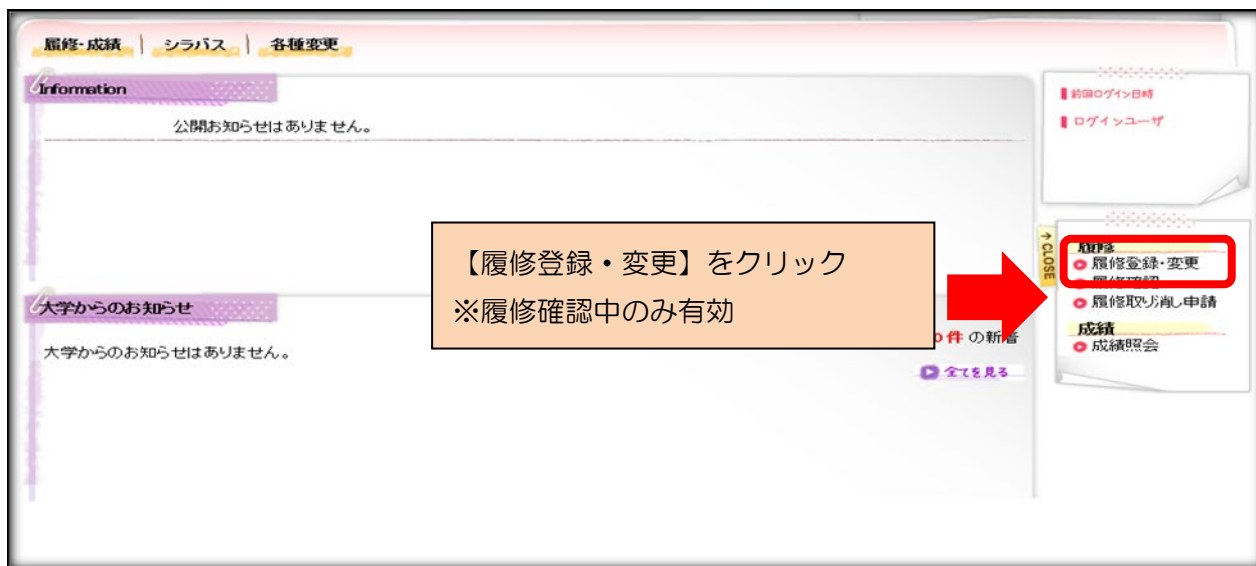 履修・成績 | シラバス | 各種変更
Information
公開お知らせはありません。
前回ログイン日時
ログインユーザ
【履修登録・変更】をクリック
※履修確認中のみ有効
→ CLOSE
履修
履修登録・変更
履修確認
履修取り消し申請
成績
成績照会
大学からのお知らせ
件 の新着
大学からのお知らせはありません。
全てを見る